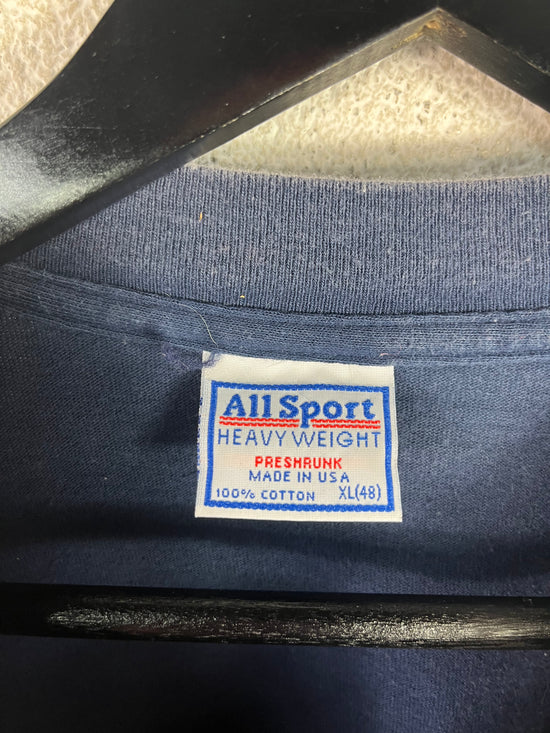 All Sport
HEAVY WEIGHT
PRESHRUNK
MADE IN USA
100% COTTON XL(48)